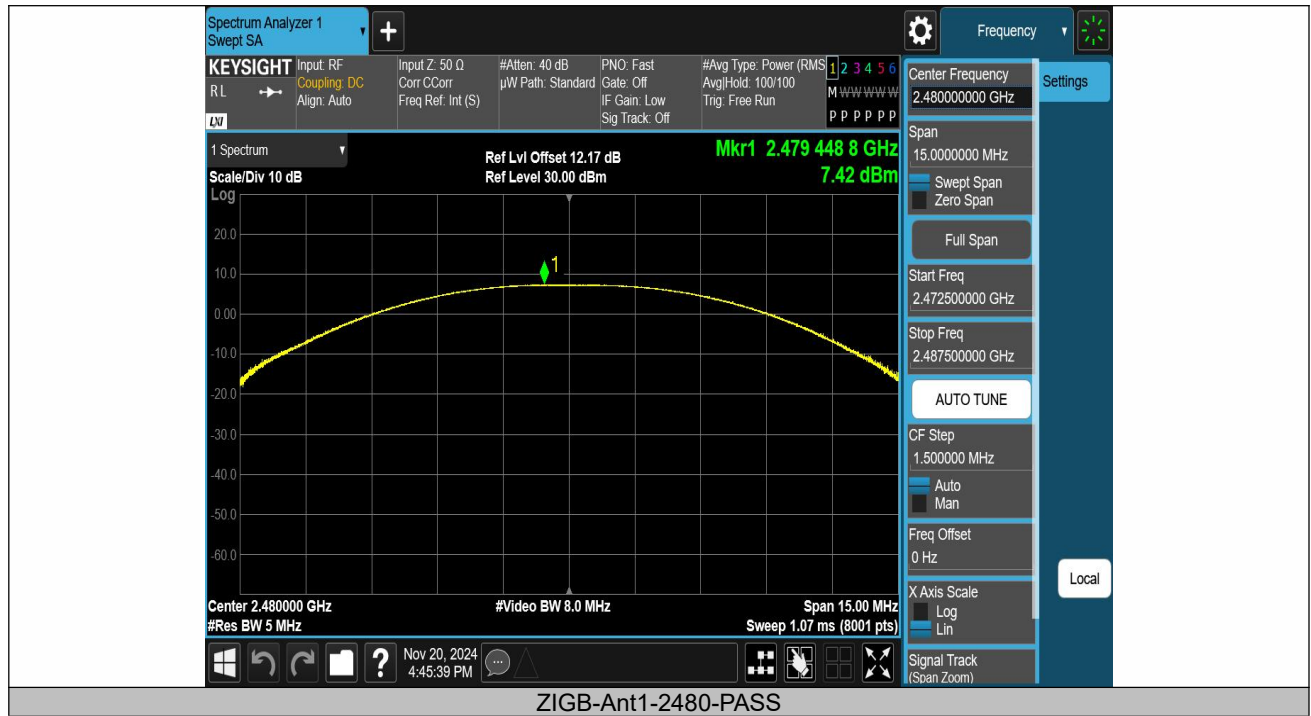 Spectrum Analyzer 1
Swept SA
+
Frequency
KEYSIGHT
R L
LXI
Input: RF
Coupling: DC
Align: Auto
Input Z: 50 Ω
Corr CCorr
Freq Ref: Int (S)
#Atten: 40 dB
µW Path: Standard
PNO: Fast
Gate: Off
IF Gain: Low
Sig Track: Off
#Avg Type: Power (RMS
Avg|Hold: 100/100
Trig: Free Run
1 2 3 4 5 6
M W W W W W
P P P P P P
1 Spectrum
Scale/Div 10 dB
Log
Ref Lvl Offset 12.17 dB
Ref Level 30.00 dBm
Mkr1 2.479 448 8 GHz
7.42 dBm
20.0
10.0
0.00
-10.0
-20.0
-30.0
-40.0
-50.0
-60.0
1
Center 2.480000 GHz
#Res BW 5 MHz
#Video BW 8.0 MHz
Span 15.00 MHz
Sweep 1.07 ms (8001 pts)
Center Frequency
2.480000000 GHz
Settings
Span
15.0000000 MHz
Swept Span
Zero Span
Full Span
Start Freq
2.472500000 GHz
Stop Freq
2.487500000 GHz
AUTO TUNE
CF Step
1.500000 MHz
Auto
Man
Freq Offset
0 Hz
X Axis Scale
Log
Lin
Signal Track
(Span Zoom)
Local
?
Nov 20, 2024
4:45:39 PM
ZIGB-Ant1-2480-PASS